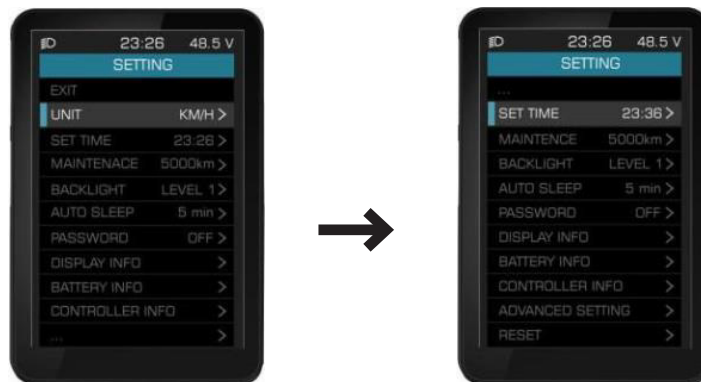 23:26 48.5 V
SETTING
EXIT
UNIT KM/H >
SET TIME 23:26 >
MAINTENACE 5000km >
BACKLIGHT LEVEL 1 >
AUTO SLEEP 5 min >
PASSWORD OFF >
DISPLAY INFO >
BATTERY INFO >
CONTROLLER INFO >
... >
23:26 48.5 V
SETTING
...
SET TIME 23:36 >
MAINTENCE 5000km >
BACKLIGHT LEVEL 1 >
AUTO SLEEP 5 min >
PASSWORD OFF >
DISPLAY INFO >
BATTERY INFO >
CONTROLLER INFO >
ADVANCED SETTING >
RESET >